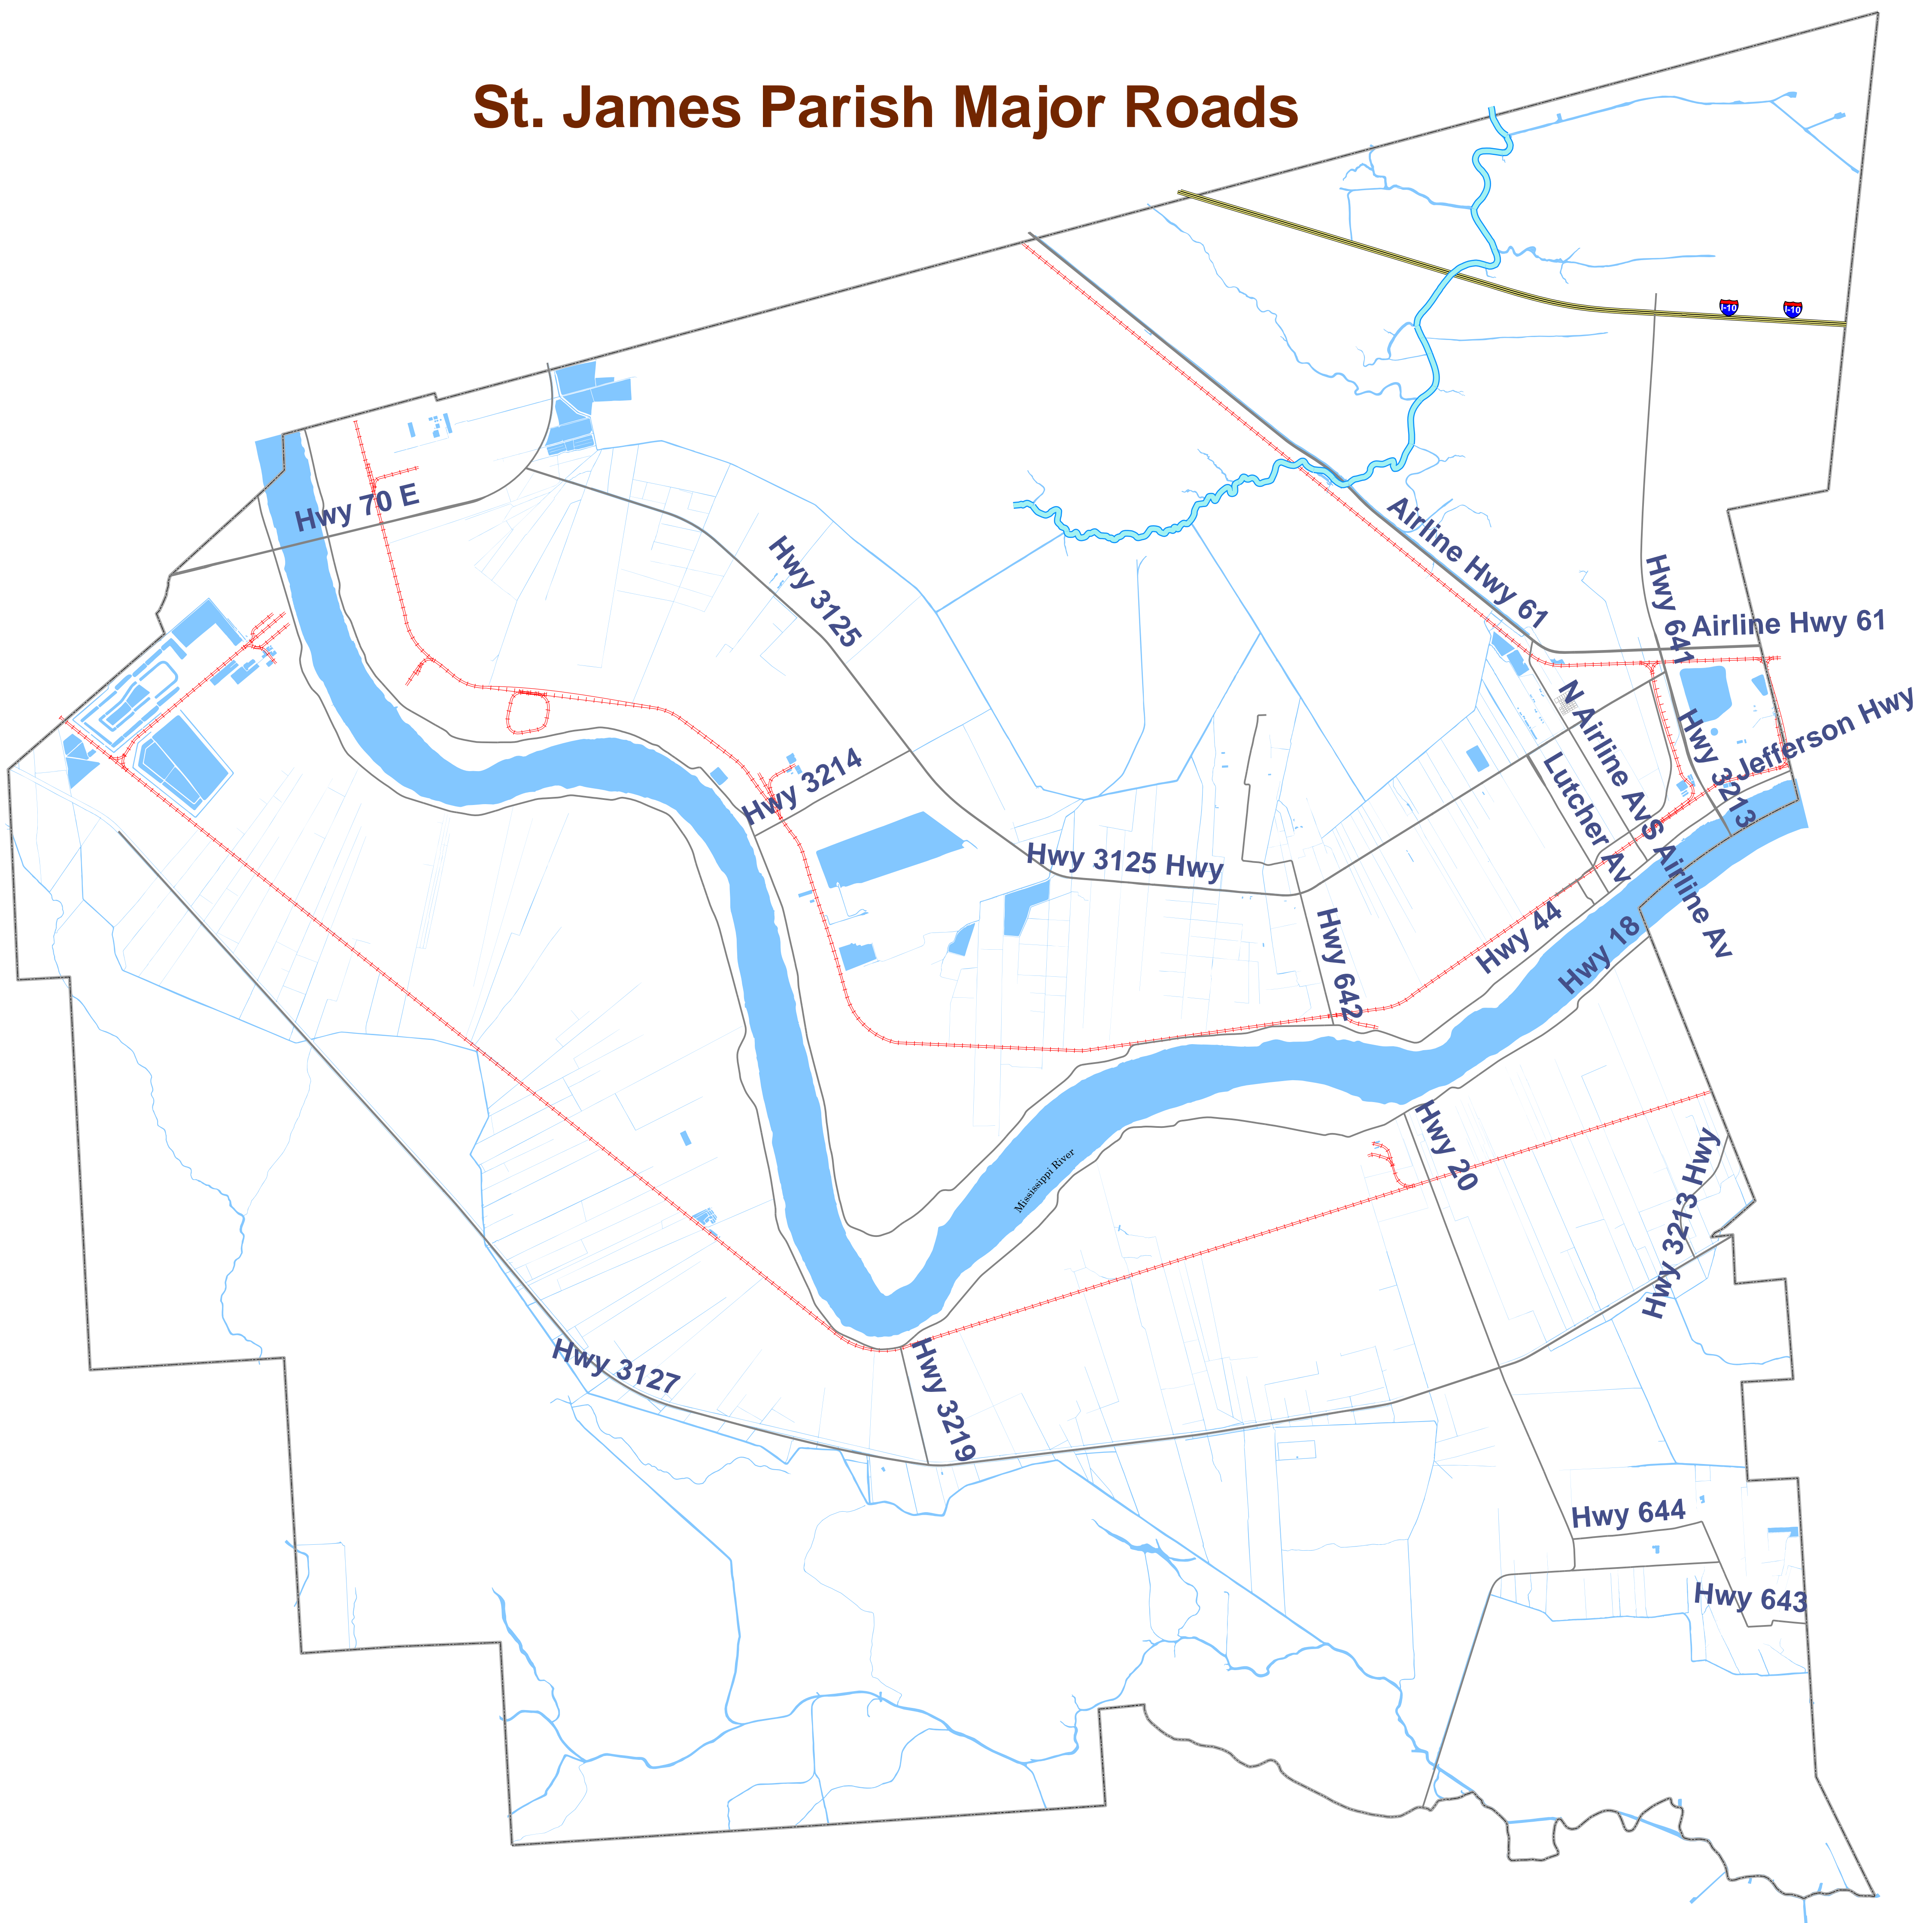 St. James Parish Major Roads
I-10
I-10
Hwy 70 E
Hwy 3125
Airline Hwy 61
Hwy 641
Airline Hwy 61
N Airline Av
Hwy 3213
Jefferson Hwy
Hwy 3214
Lutcher Av
S Airline Av
Hwy 3125 Hwy
Hwy 44
Hwy 18
Hwy 642
Mississippi River
Hwy 20
Hwy 3213 Hwy
Hwy 3127
Hwy 3219
Hwy 644
Hwy 643